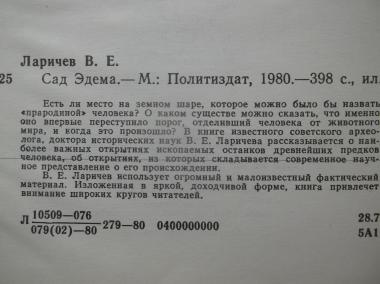 Ларичев В. Е.
25 Сад Эдема.— М.: Политиздат, 1980.—398 с., ил.
Есть ли место на земном шаре, которое можно было бы назвать
«прародиной» человека? О каком существе можно сказать, что именно
оно впервые переступило порог, отделивший человека от животного
мира, и когда это произошло? В книге известного советского архео-
лога, доктора исторических наук В. Е. Ларичева рассказывается о наи-
более важных открытиях ископаемых останков древнейших предков
человека, об открытиях, из которых складывается современное науч-
ное представление о его происхождении.
В. Е. Ларичев использует огромный и малоизвестный фактический
материал. Изложенная в яркой, доходчивой форме, книга привлечет
внимание широких кругов читателей.
Л 10509—076 279—80 0400000000 28.7
079(02)—80 5А1